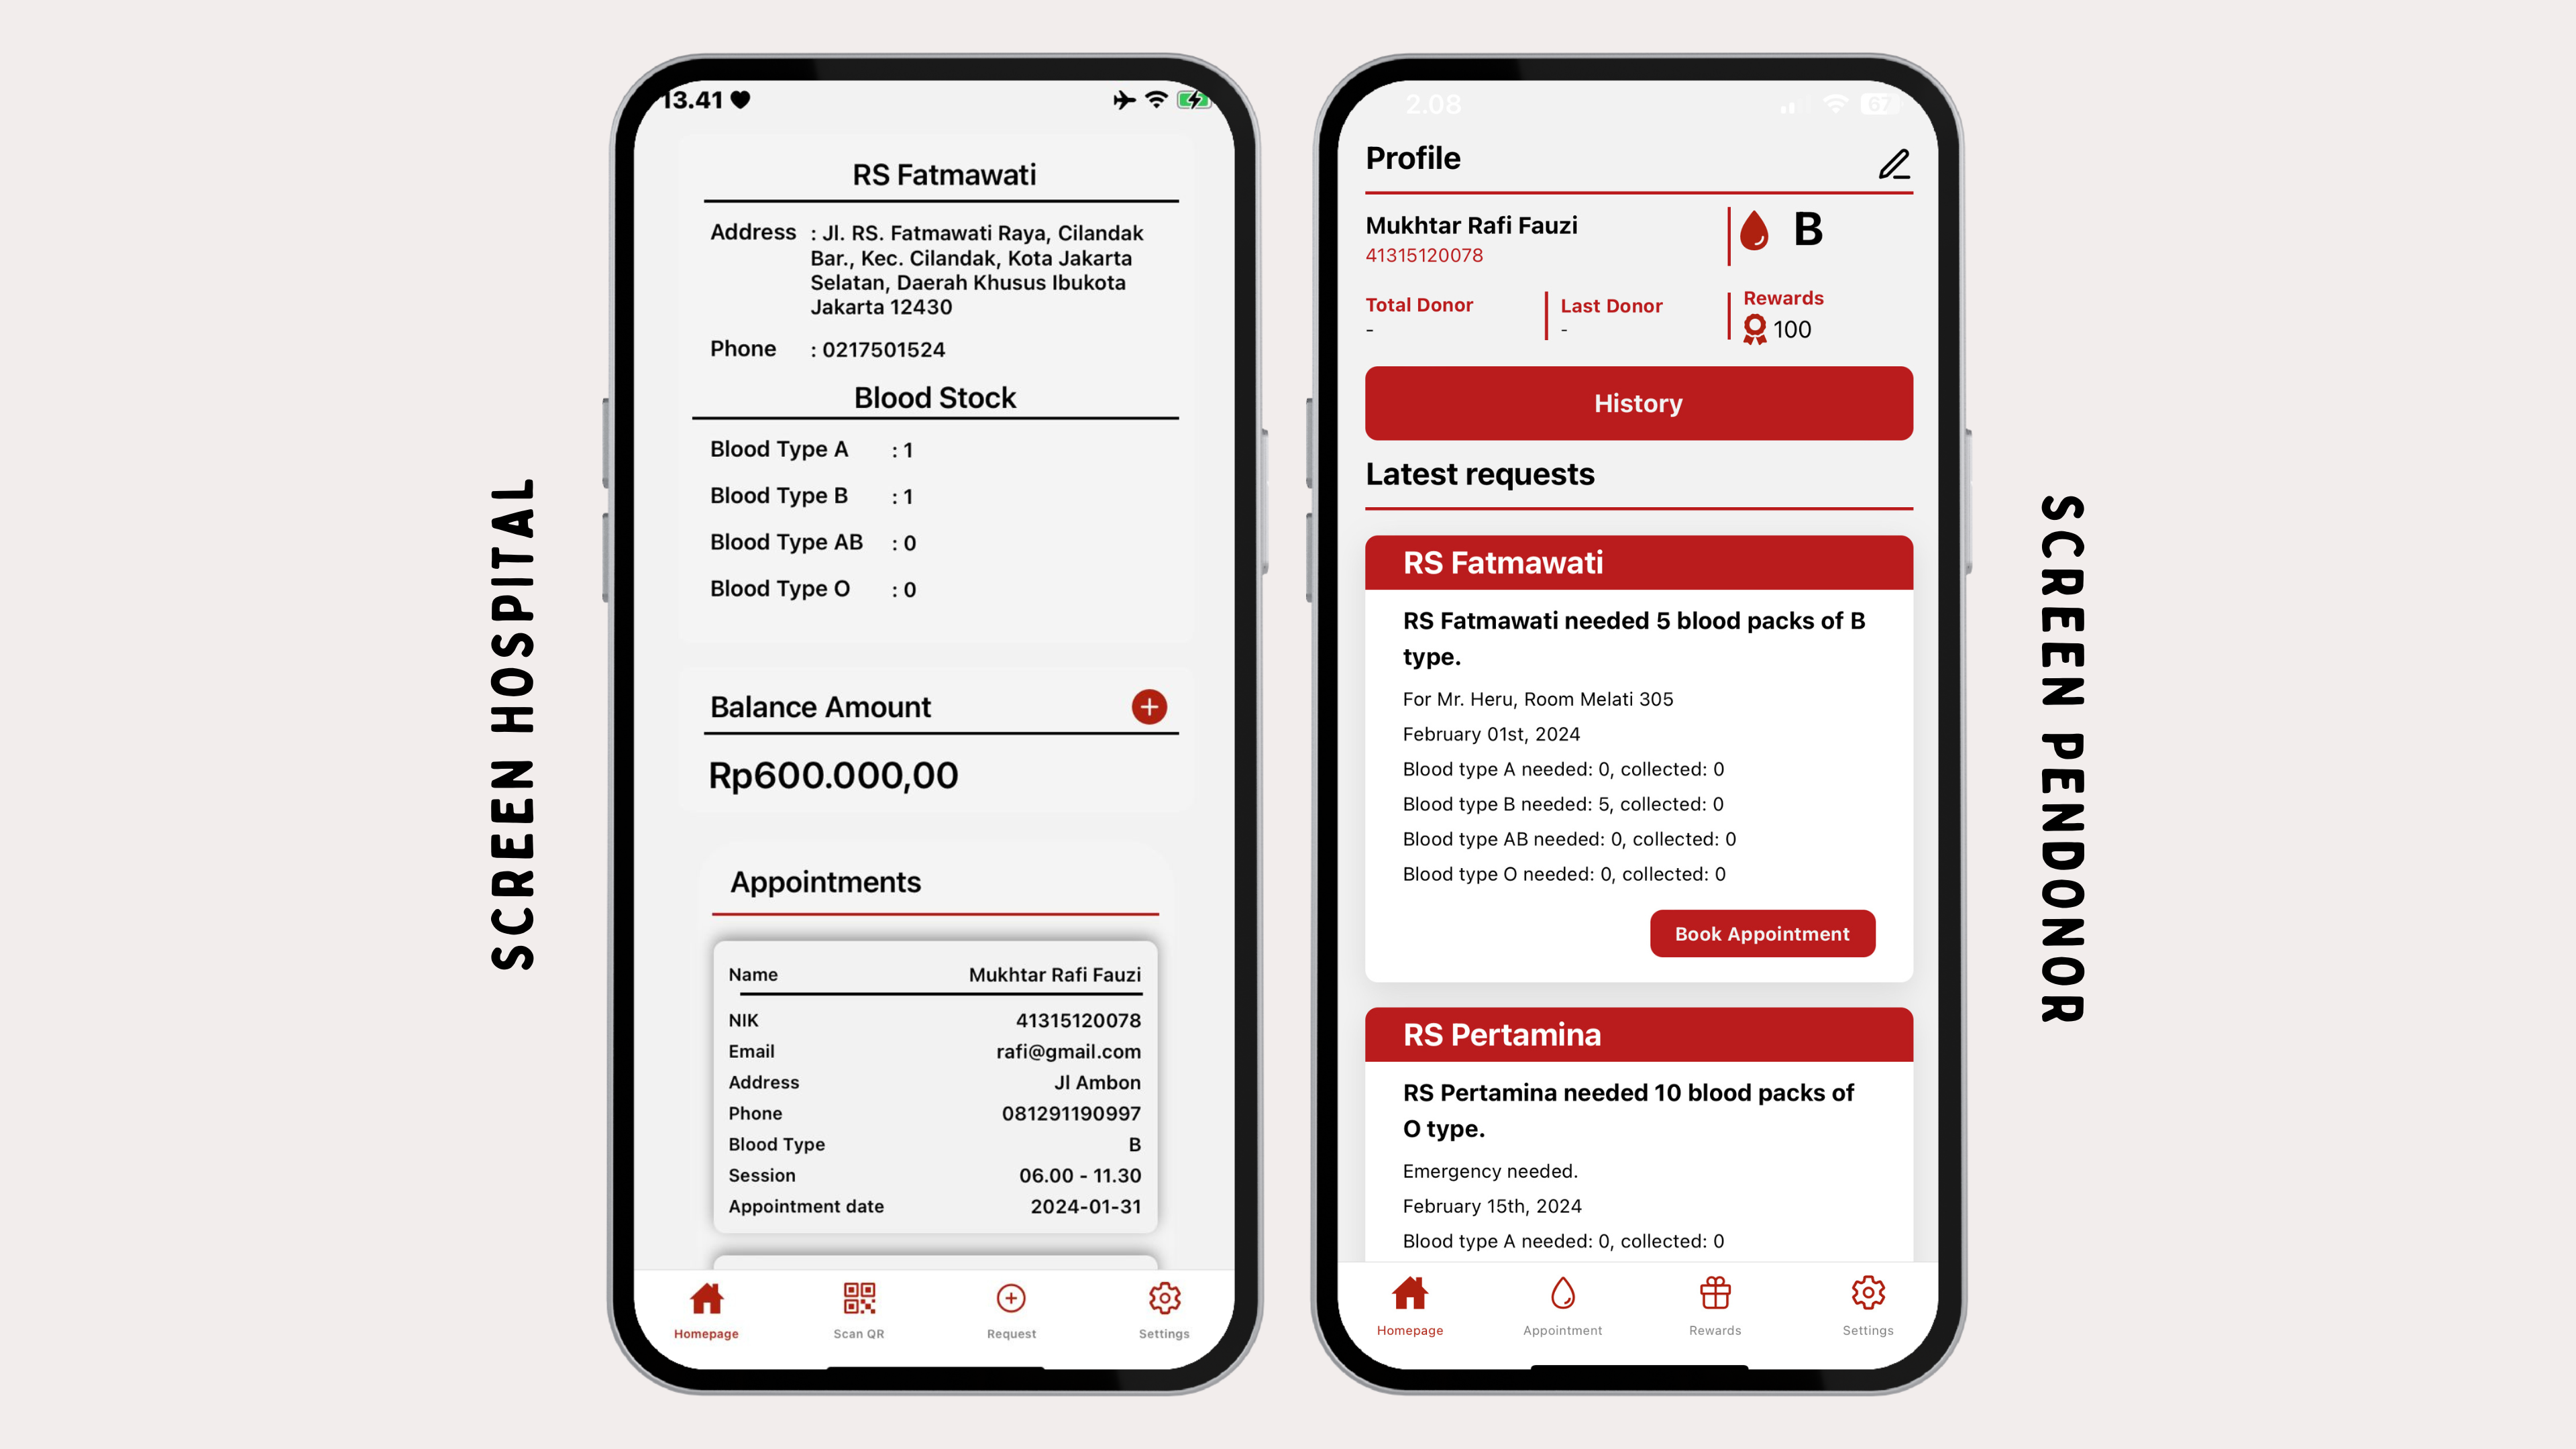 SCREEN HOSPITAL
13.41
RS Fatmawati
Address : Jl. RS. Fatmawati Raya, Cilandak
Bar., Kec. Cilandak, Kota Jakarta
Selatan, Daerah Khusus Ibukota
Jakarta 12430
Phone : 0217501524
Blood Stock
Blood Type A : 1
Blood Type B : 1
Blood Type AB : 0
Blood Type O : 0
Balance Amount
Rp600.000,00
Appointments
Name Mukhtar Rafi Fauzi
NIK 41315120078
Email rafi@gmail.com
Address Jl Ambon
Phone 081291190997
Blood Type B
Session 06.00 - 11.30
Appointment date 2024-01-31
Homepage Scan QR Request Settings
2.08 67
Profile
Mukhtar Rafi Fauzi B
41315120078
Total Donor Last Donor Rewards
- - 100
History
Latest requests
RS Fatmawati
RS Fatmawati needed 5 blood packs of B
type.
For Mr. Heru, Room Melati 305
February 01st, 2024
Blood type A needed: 0, collected: 0
Blood type B needed: 5, collected: 0
Blood type AB needed: 0, collected: 0
Blood type O needed: 0, collected: 0
Book Appointment
RS Pertamina
RS Pertamina needed 10 blood packs of
O type.
Emergency needed.
February 15th, 2024
Blood type A needed: 0, collected: 0
Homepage Appointment Rewards Settings
SCREEN PENDONOR